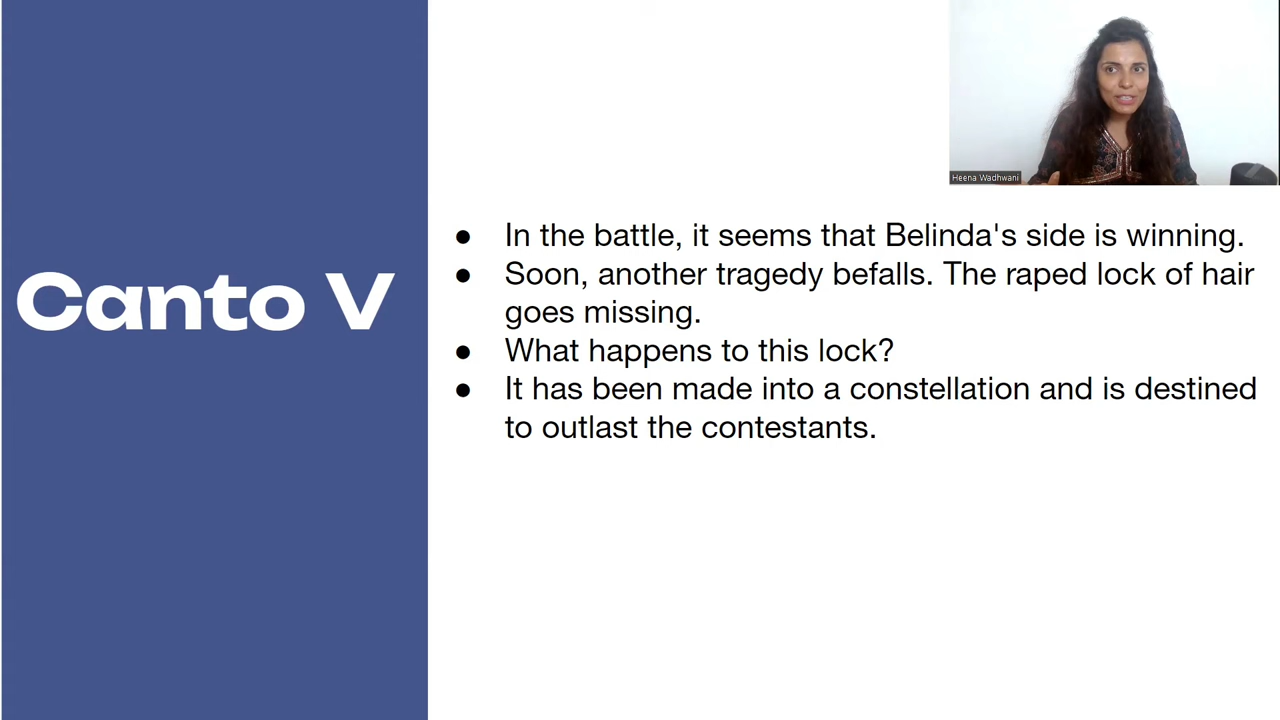 Heena Wadhwani
Canto V
● In the battle, it seems that Belinda's side is winning.
● Soon, another tragedy befalls. The raped lock of hair
goes missing.
● What happens to this lock?
● It has been made into a constellation and is destined
to outlast the contestants.